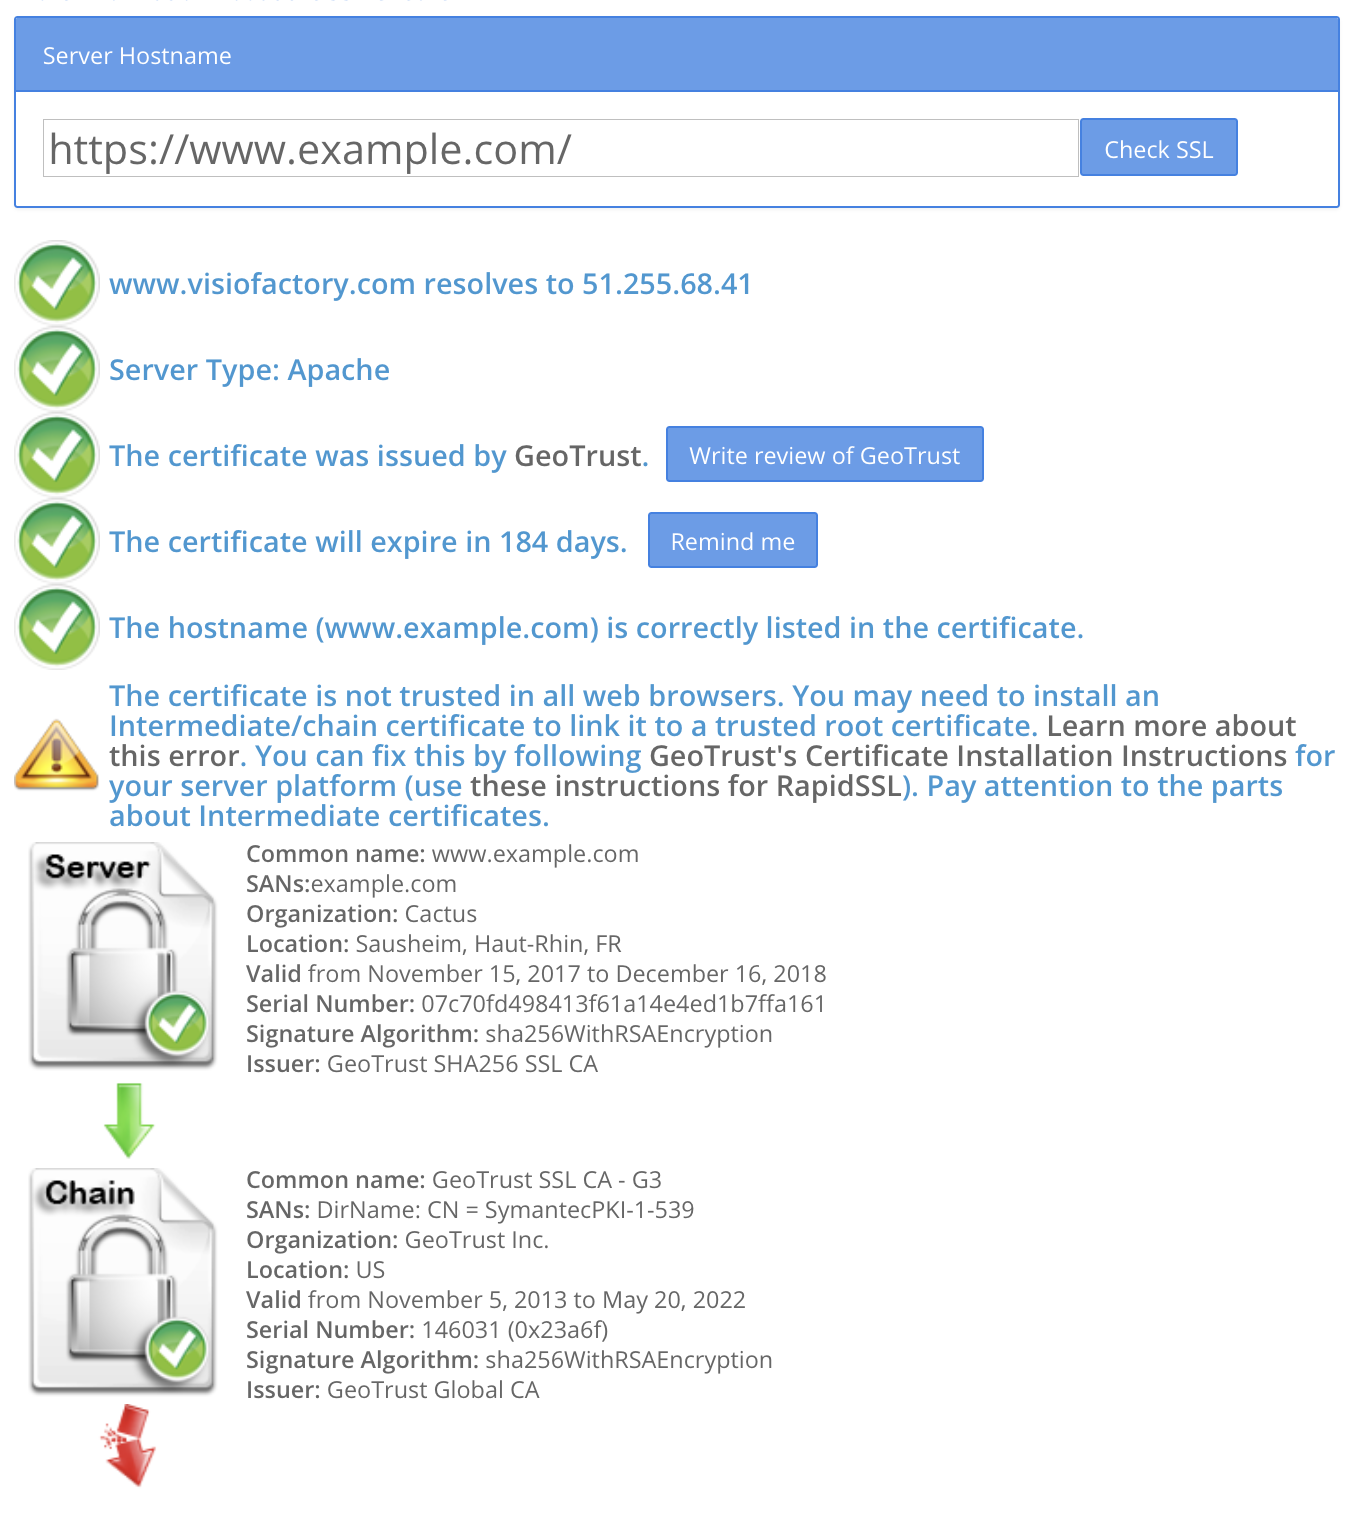 Server Hostname
https://www.example.com/
Check SSL
www.visiofactory.com resolves to 51.255.68.41
Server Type: Apache
The certificate was issued by GeoTrust. Write review of GeoTrust
The certificate will expire in 184 days. Remind me
The hostname (www.example.com) is correctly listed in the certificate.
The certificate is not trusted in all web browsers. You may need to install an
Intermediate/chain certificate to link it to a trusted root certificate. Learn more about
this error. You can fix this by following GeoTrust's Certificate Installation Instructions for
your server platform (use these instructions for RapidSSL). Pay attention to the parts
about Intermediate certificates.
Server
Common name: www.example.com
SANs:example.com
Organization: Cactus
Location: Sausheim, Haut-Rhin, FR
Valid from November 15, 2017 to December 16, 2018
Serial Number: 07c70fd498413f61a14e4ed1b7ffa161
Signature Algorithm: sha256WithRSAEncryption
Issuer: GeoTrust SHA256 SSL CA
Chain
Common name: GeoTrust SSL CA - G3
SANs: DirName: CN = SymantecPKI-1-539
Organization: GeoTrust Inc.
Location: US
Valid from November 5, 2013 to May 20, 2022
Serial Number: 146031 (0x23a6f)
Signature Algorithm: sha256WithRSAEncryption
Issuer: GeoTrust Global CA